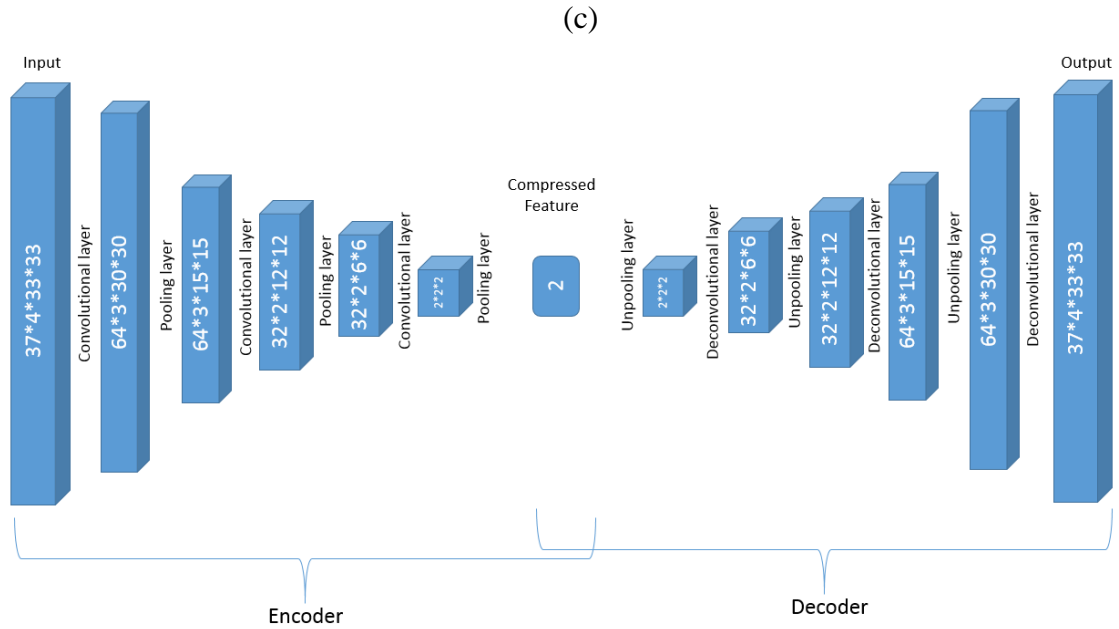 (c)
Input
37*4*33*33
Convolutional layer
64*3*30*30
Pooling layer
64*3*15*15
Convolutional layer
32*2*12*12
Pooling layer
32*2*6*6
Convolutional layer
2*2*2
Pooling layer
Compressed
Feature
2
Unpooling layer
2*2*2
Deconvolutional layer
32*2*6*6
Unpooling layer
32*2*12*12
Deconvolutional layer
64*3*15*15
Unpooling layer
64*3*30*30
Deconvolutional layer
Output
37*4*33*33
Encoder
Decoder